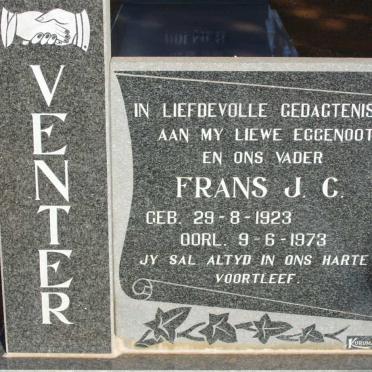 VENTER
IN LIEFDEVOLLE GEDAGTENIS
AAN MY LIEWE EGGENOOT
EN ONS VADER
FRANS J. C.
GEB. 29-8-1923
OORL. 9-6-1973
JY SAL ALTYD IN ONS HARTE
VOORTLEEF.